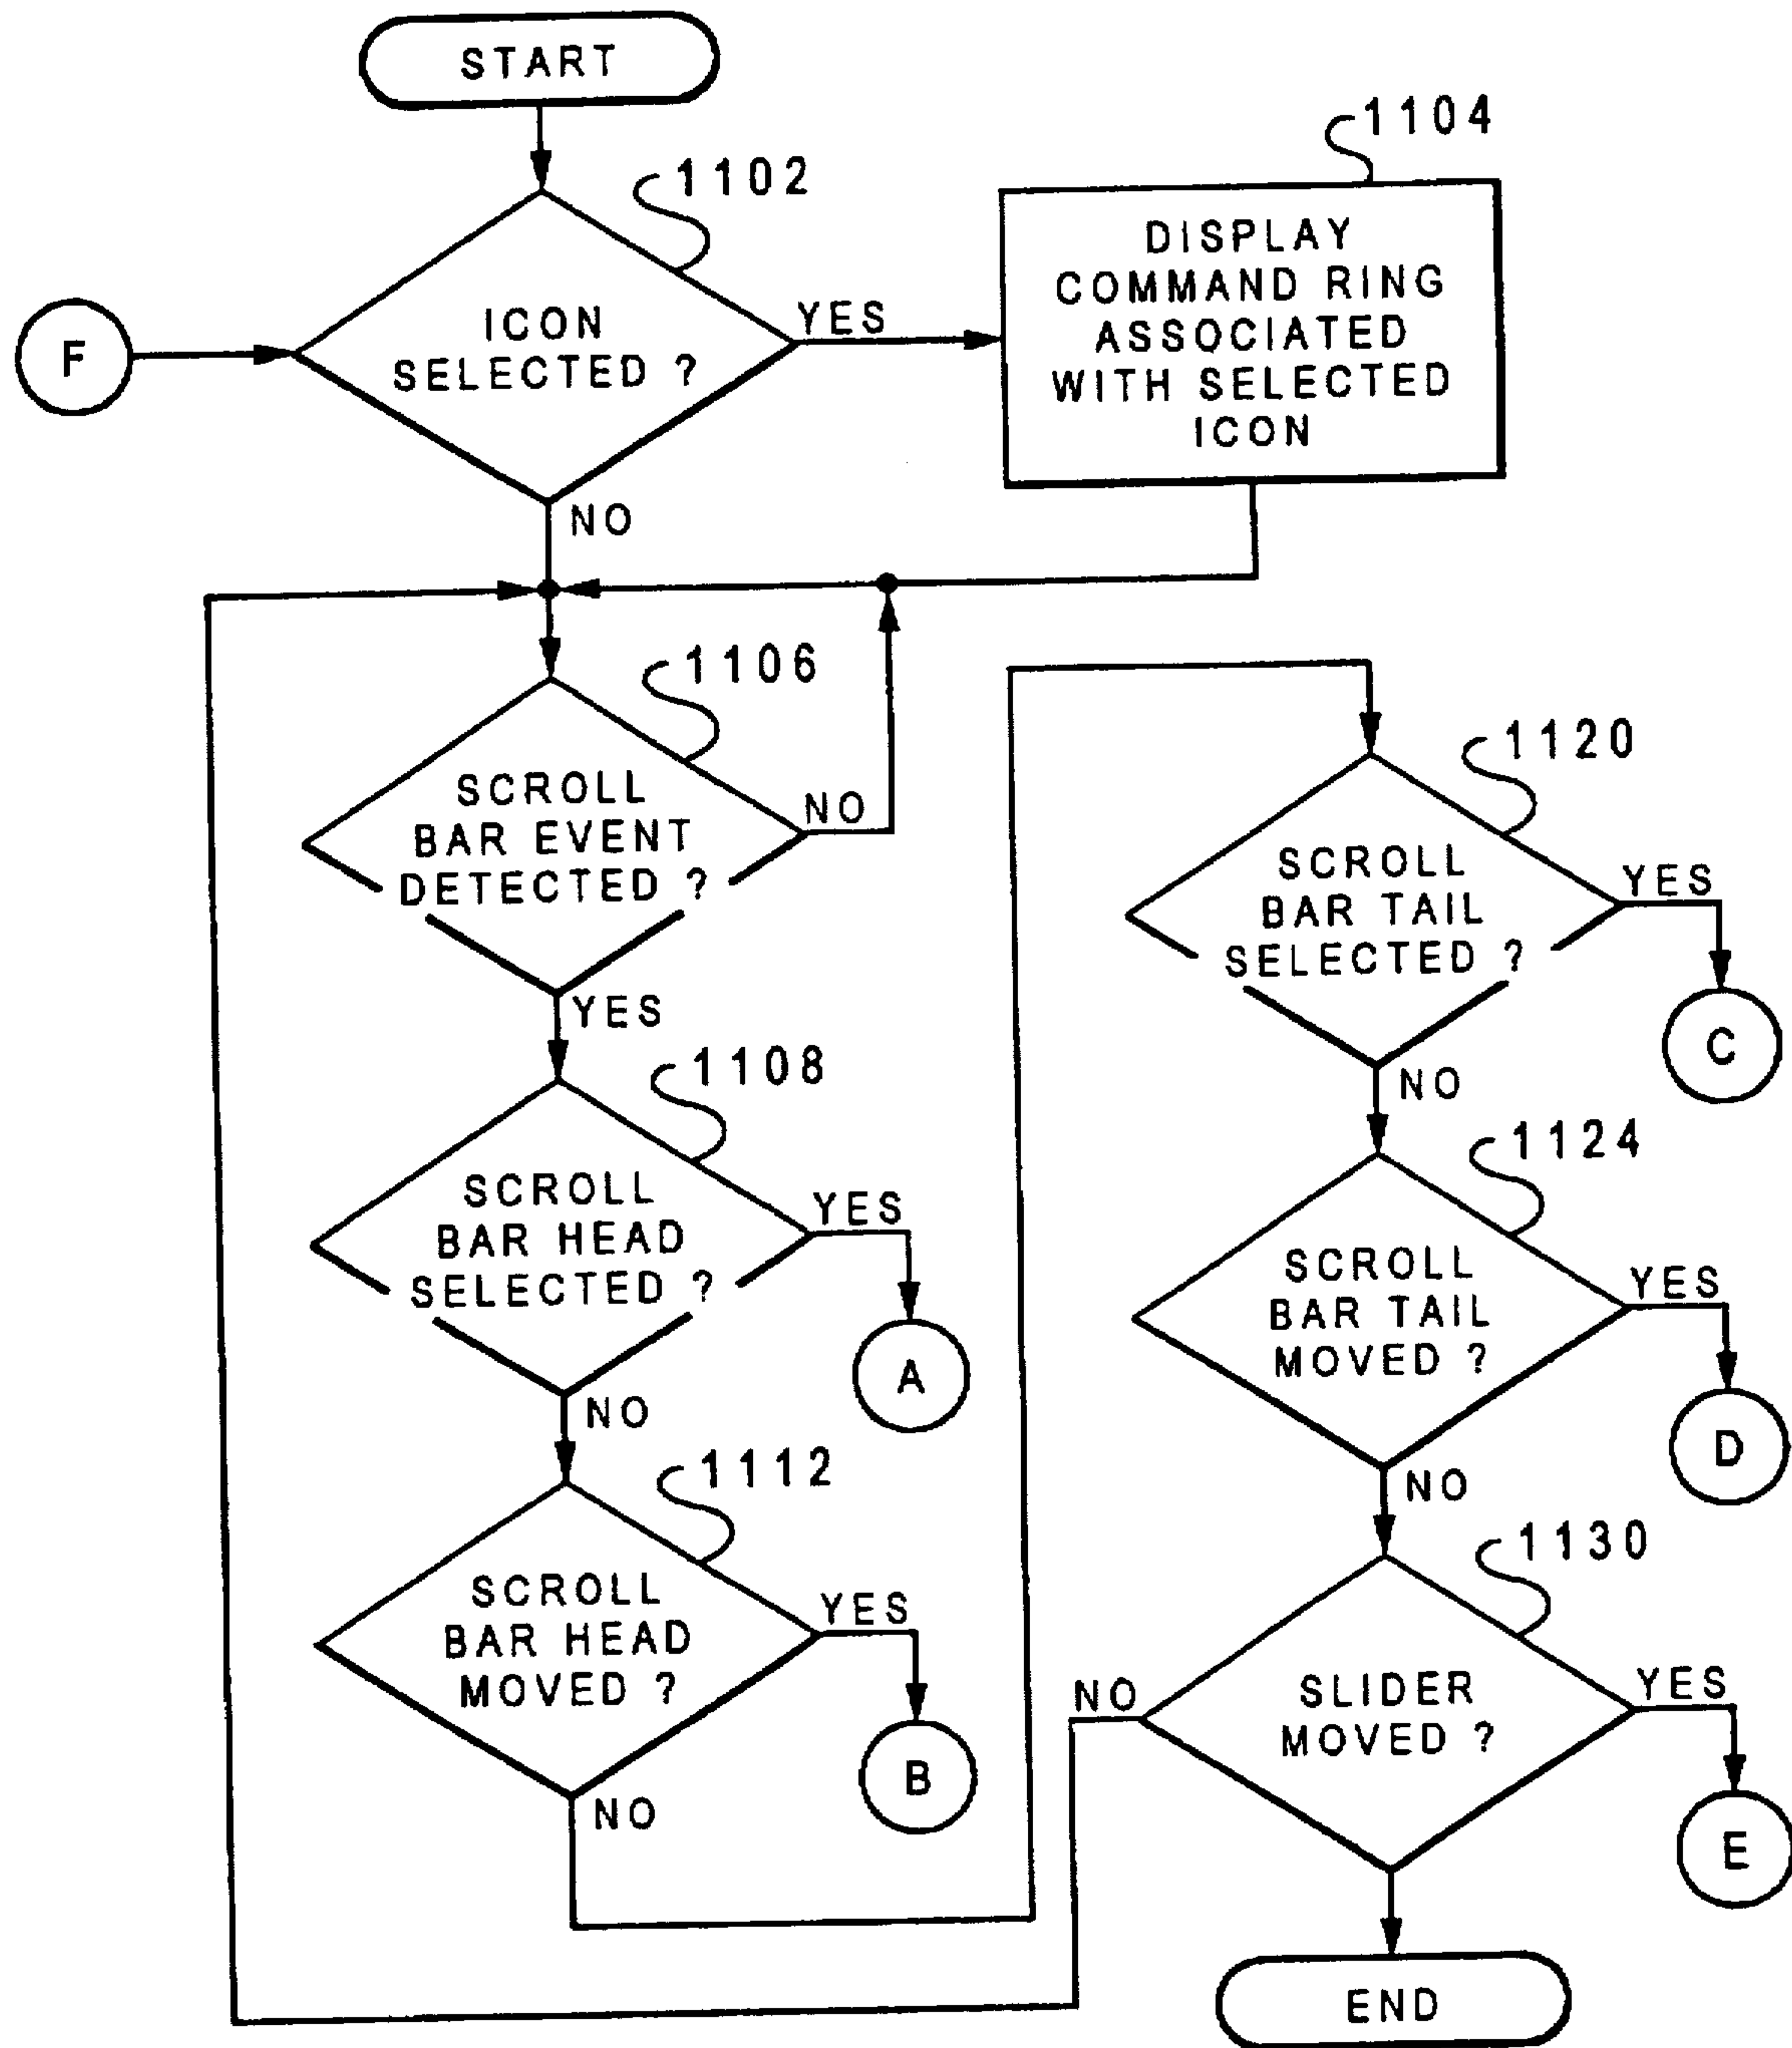 START
1102
ICON
SELECTED ?
F
YES
NO
1104
DISPLAY
COMMAND RING
ASSOCIATED
WITH SELECTED
ICON
1106
SCROLL
BAR EVENT
DETECTED ?
NO
YES
1108
SCROLL
BAR HEAD
SELECTED ?
YES
A
NO
1112
SCROLL
BAR HEAD
MOVED ?
YES
B
NO
1120
SCROLL
BAR TAIL
SELECTED ?
YES
C
NO
1124
SCROLL
BAR TAIL
MOVED ?
YES
D
NO
1130
SLIDER
MOVED ?
NO
YES
E
END